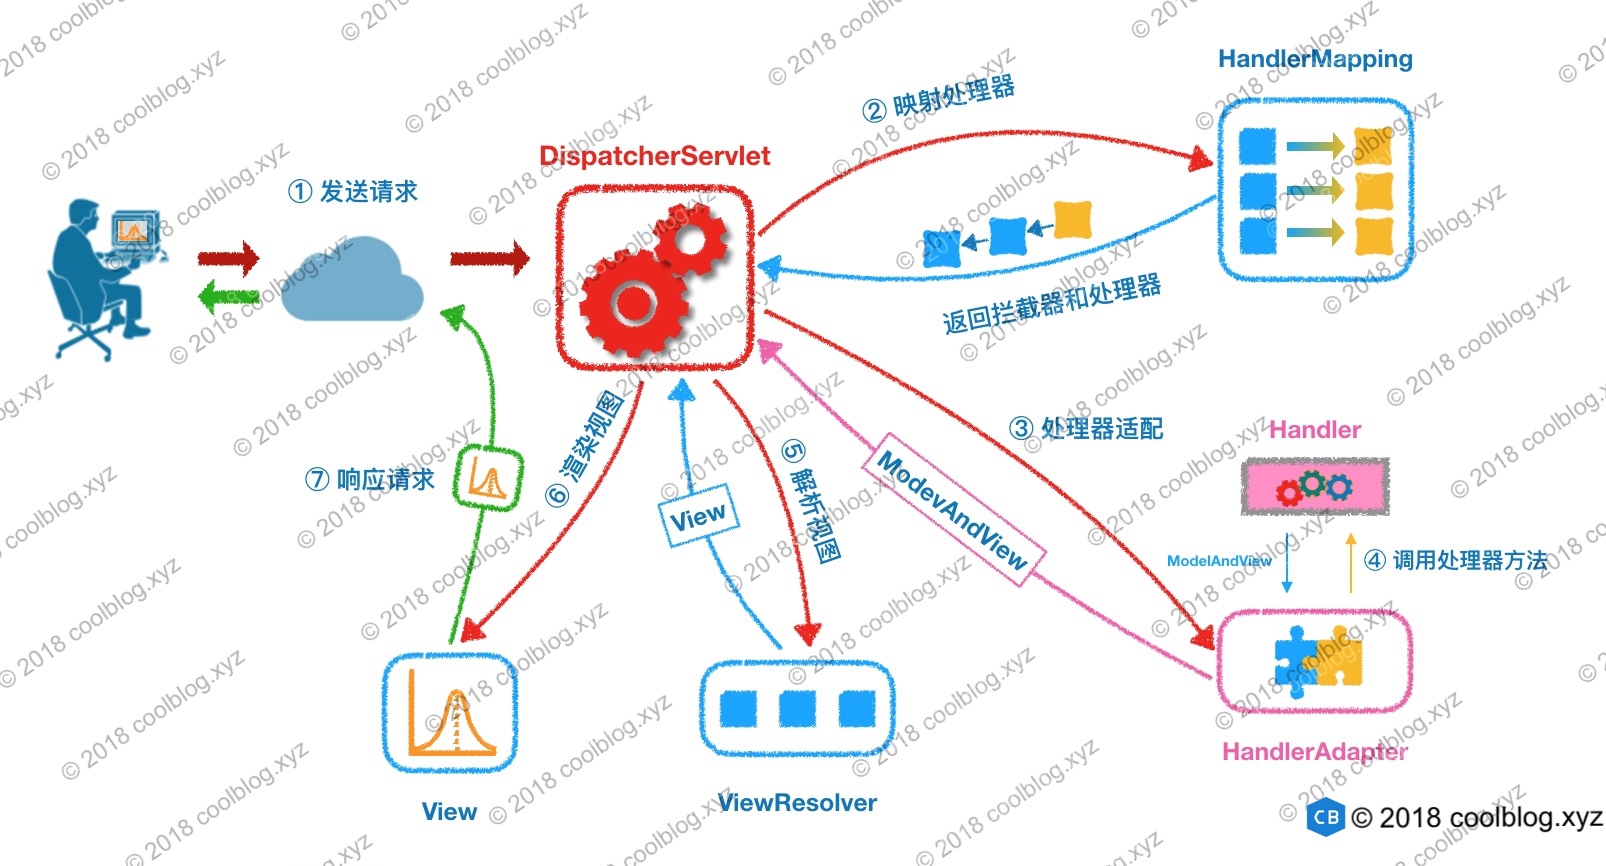 HandlerMapping
② 映射处理器
DispatcherServlet
① 发送请求
返回拦截器和处理器
③ 处理器适配
Handler
⑥ 渲染视图
⑤ 解析视图
⑦ 响应请求
View
ModevAndView
ModelAndView
④ 调用处理器方法
HandlerAdapter
View
ViewResolver
CB © 2018 coolblog.xyz
© 2018 coolblog.xyz